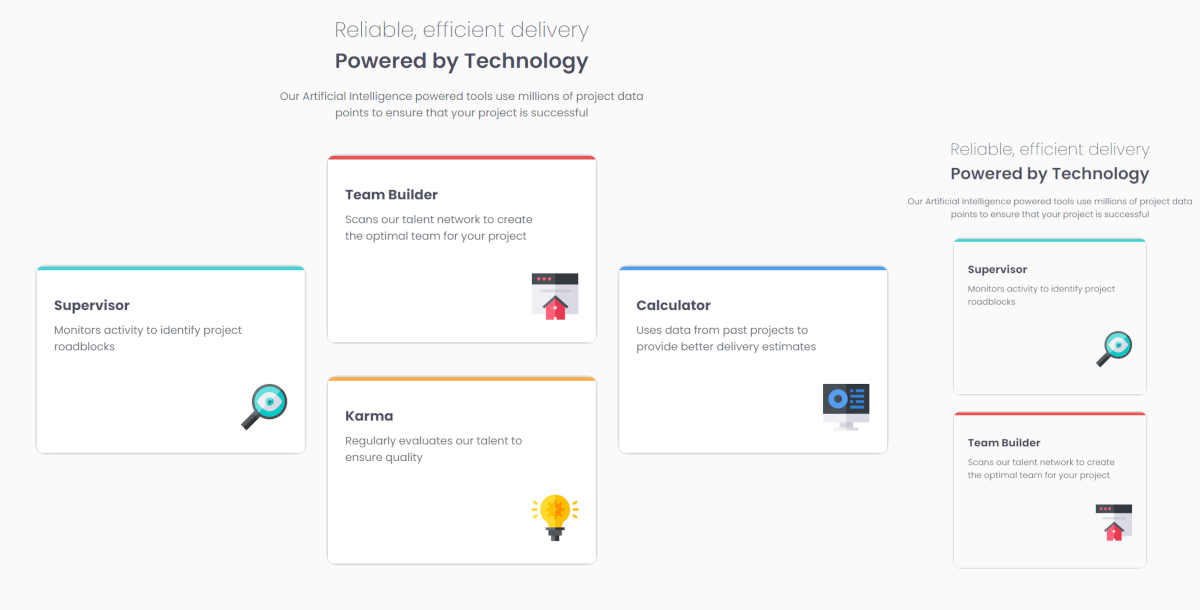 Reliable, efficient delivery
Powered by Technology
Our Artificial Intelligence powered tools use millions of project data
points to ensure that your project is successful
Supervisor
Monitors activity to identify project
roadblocks
Team Builder
Scans our talent network to create
the optimal team for your project
Karma
Regularly evaluates our talent to
ensure quality
Calculator
Uses data from past projects to
provide better delivery estimates
Reliable, efficient delivery
Powered by Technology
Our Artificial Intelligence powered tools use millions of project data
points to ensure that your project is successful
Supervisor
Monitors activity to identify project
roadblocks
Team Builder
Scans our talent network to create
the optimal team for your project